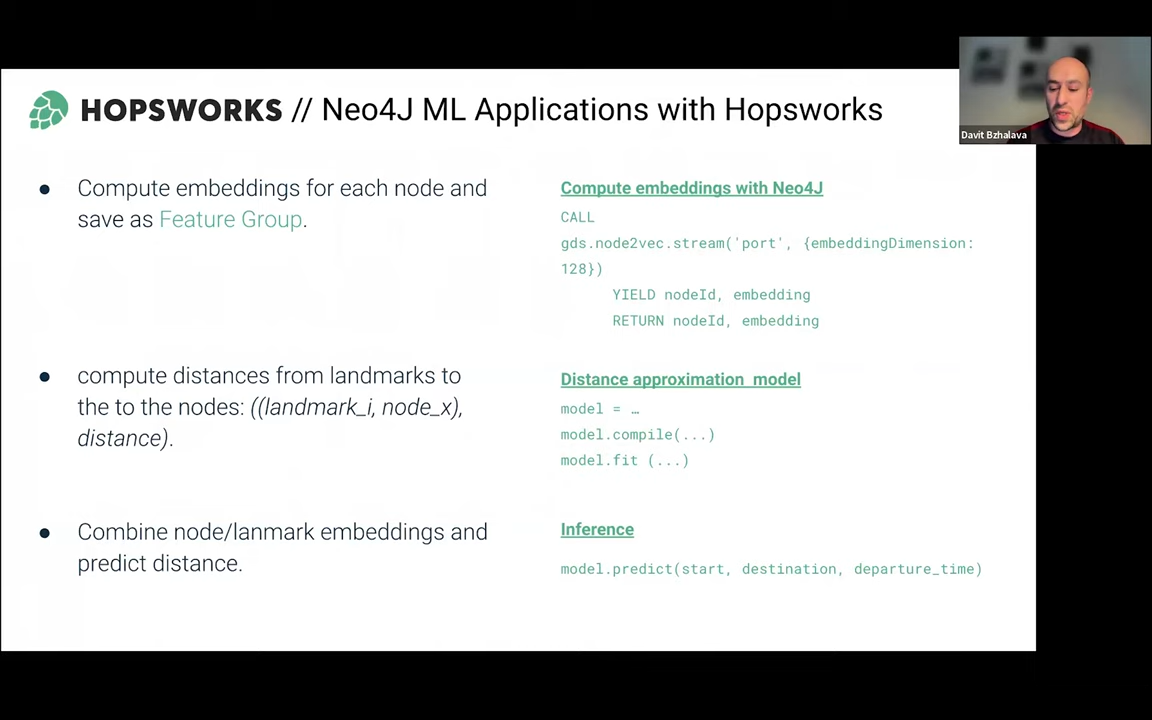 HOPSWORKS // Neo4J ML Applications with Hopsworks
Davit Bzhalava
● Compute embeddings for each node and
save as Feature Group.
Compute embeddings with Neo4J
CALL
gds.node2vec.stream('port', {embeddingDimension:
128})
YIELD nodeId, embedding
RETURN nodeId, embedding
● compute distances from landmarks to
the to the nodes: ((landmark_i, node_x),
distance).
Distance approximation model
model = …
model.compile(...)
model.fit (...)
● Combine node/lanmark embeddings and
predict distance.
Inference
model.predict(start, destination, departure_time)